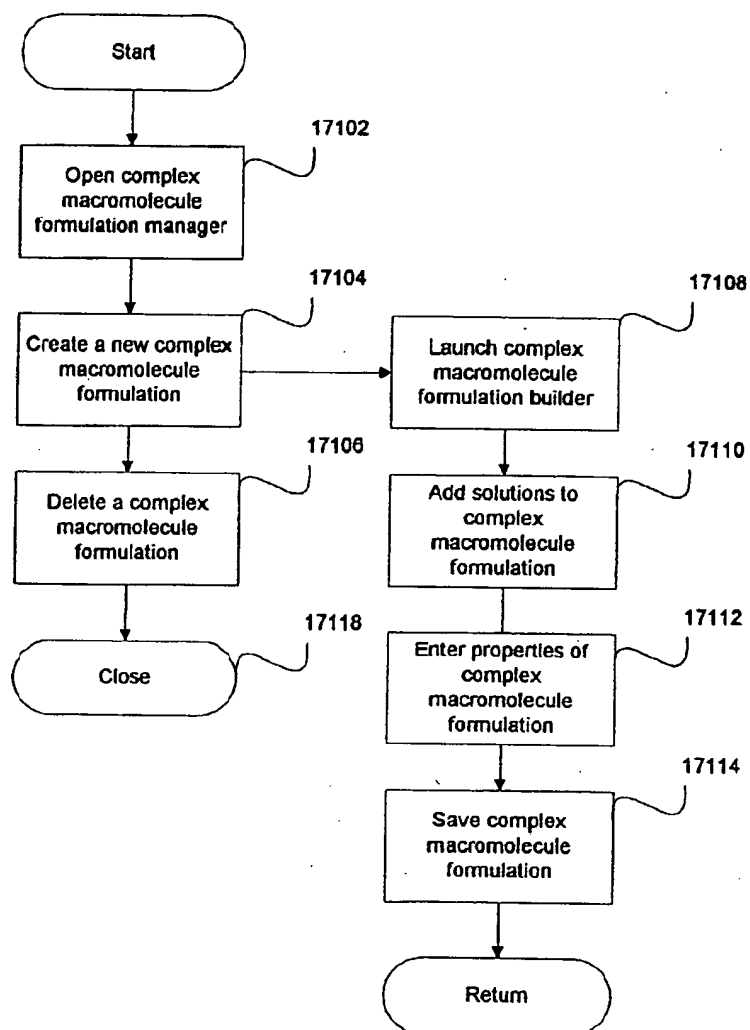 Start
17102
Open complex
macromolecule
formulation manager
17104
Create a new complex
macromolecule
formulation
17106
Delete a complex
macromolecule
formulation
17118
Close
17108
Launch complex
macromolecule
formulation builder
17110
Add solutions to
complex
macromolecule
formulation
17112
Enter properties of
complex
macromolecule
formulation
17114
Save complex
macromolecule
formulation
Return